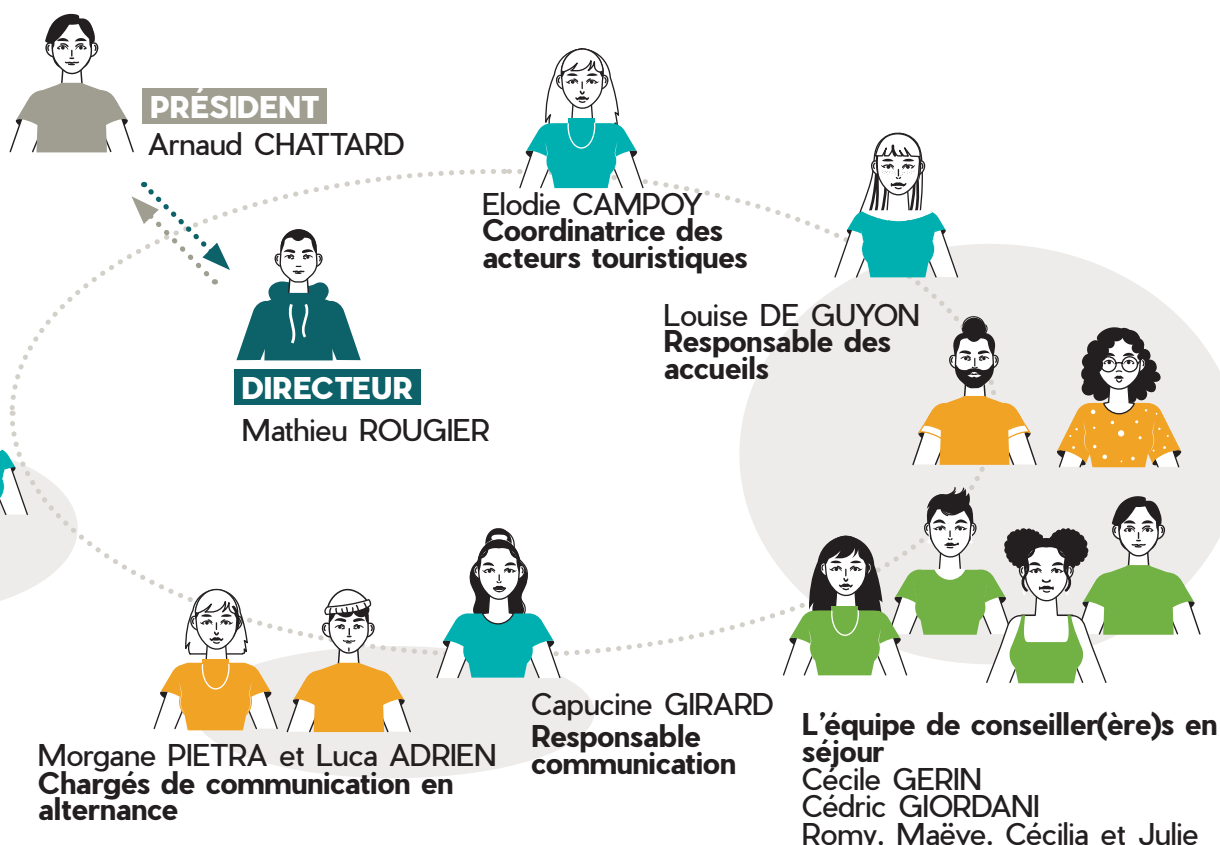 PRÉSIDENT
Arnaud CHATTARD
Elodie CAMPOY
Coordinatrice des
acteurs touristiques
Louise DE GUYON
Responsable des
accueils
DIRECTEUR
Mathieu ROUGIER
Capucine GIRARD
Responsable
communication
Morgane PIETRA et Luca ADRIEN
Chargés de communication en
alternance
L'équipe de conseiller(ère)s en
séjour
Cécile GERIN
Cédric GIORDANI
Romy, Maëve, Cécilia et Julie